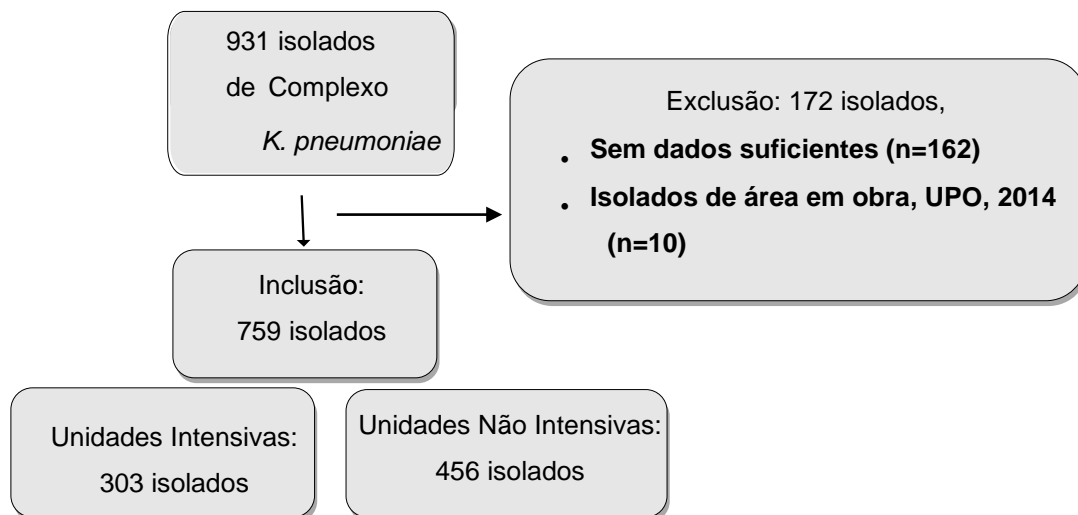 931 isolados
de Complexo
K. pneumoniae
Exclusão: 172 isolados,
• Sem dados suficientes (n=162)
• Isolados de área em obra, UPO, 2014
(n=10)
Inclusão:
759 isolados
Unidades Intensivas:
303 isolados
Unidades Não Intensivas:
456 isolados